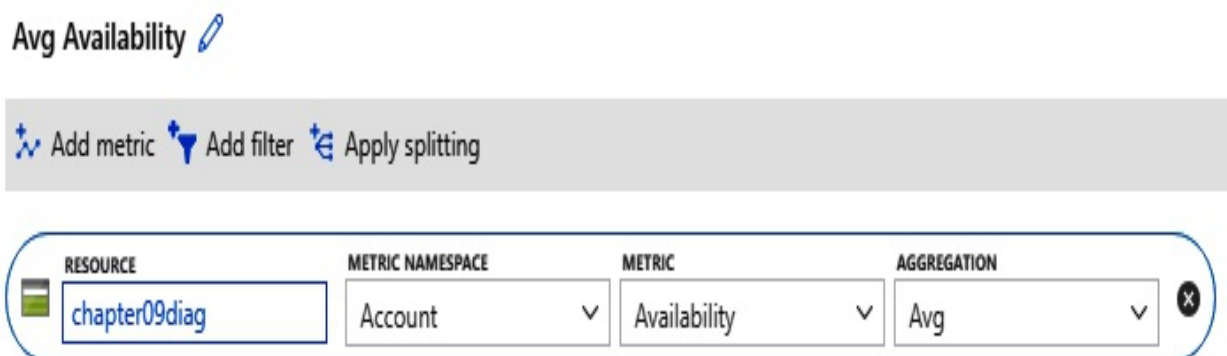 Avg Availability
Add metric Add filter Apply splitting
RESOURCE METRIC NAMESPACE METRIC AGGREGATION
chapter09diag Account Availability Avg